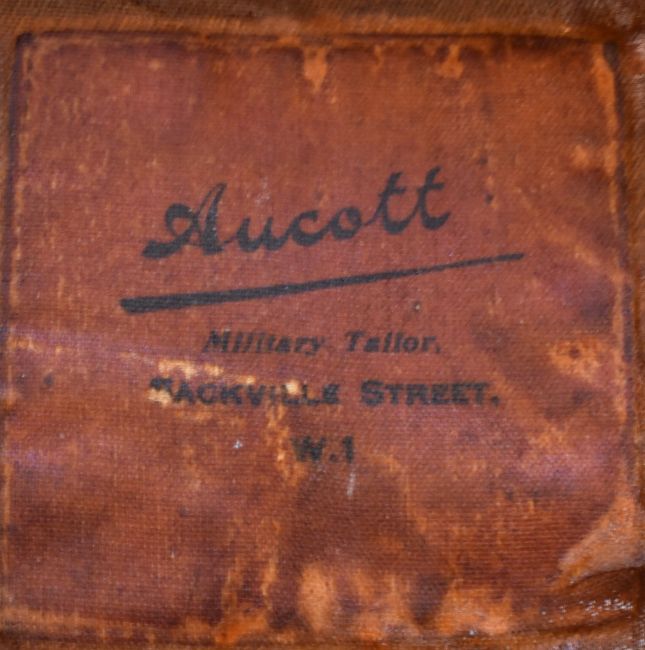 Aucott
Military Tailor.
SACKVILLE STREET.
W.1